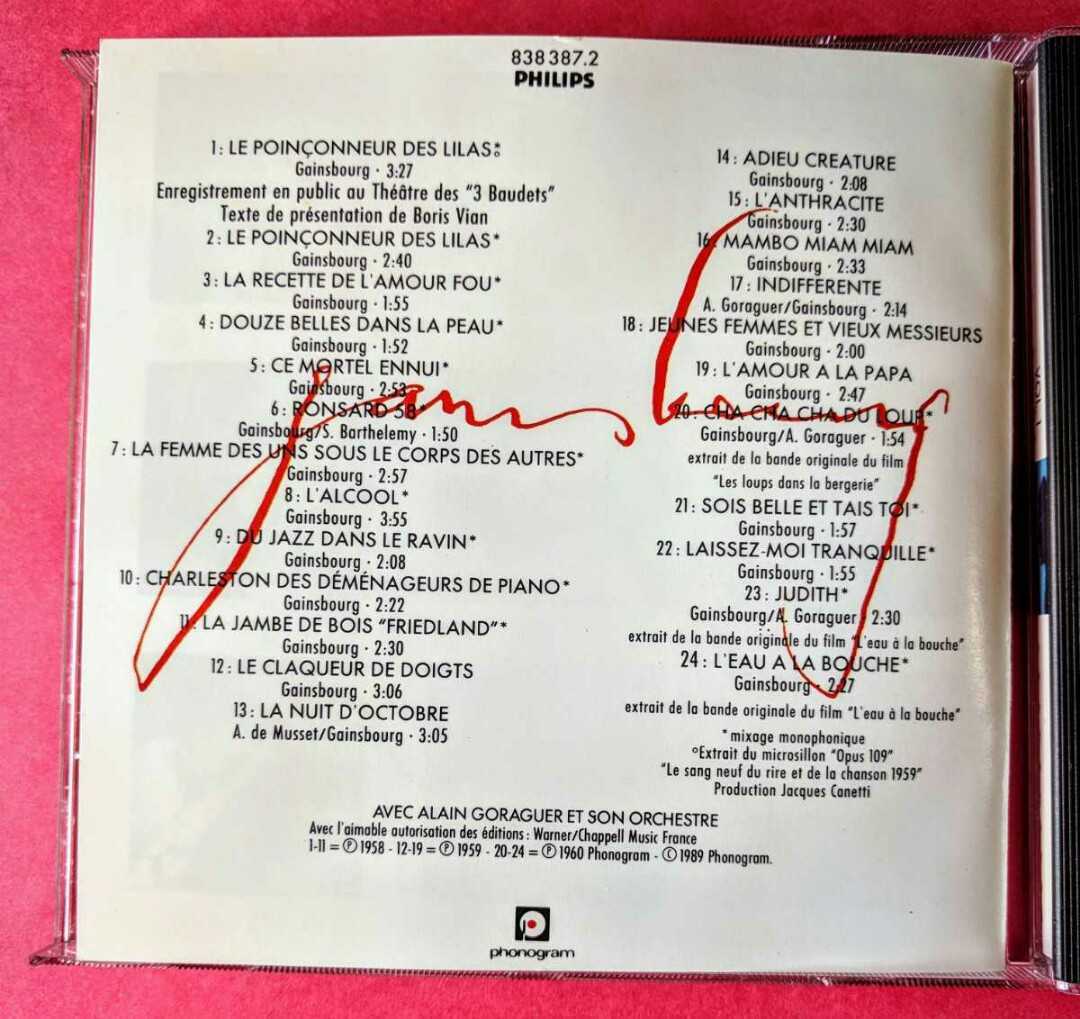 838 387.2
PHILIPS
1 : LE POINÇONNEUR DES LILAS*°
Gainsbourg · 3:27
Enregistrement en public au Théâtre des "3 Baudets"
Texte de présentation de Boris Vian
2 : LE POINÇONNEUR DES LILAS*
Gainsbourg · 2:40
3 : LA RECETTE DE L'AMOUR FOU*
Gainsbourg · 1:55
4 : DOUZE BELLES DANS LA PEAU*
Gainsbourg · 1:52
5 : CE MORTEL ENNUI*
Gainsbourg · 2:53
6 : RONSARD 58*
Gainsbourg/S. Barthelemy · 1:50
7 : LA FEMME DES UNS SOUS LE CORPS DES AUTRES*
Gainsbourg · 2:57
8 : L'ALCOOL*
Gainsbourg · 3:55
9 : DU JAZZ DANS LE RAVIN*
Gainsbourg · 2:08
10 : CHARLESTON DES DÉMÉNAGEURS DE PIANO*
Gainsbourg · 2:22
11 : LA JAMBE DE BOIS "FRIEDLAND"*
Gainsbourg · 2:30
12 : LE CLAQUEUR DE DOIGTS
Gainsbourg · 3:06
13 : LA NUIT D'OCTOBRE
A. de Musset/Gainsbourg · 3:05
14 : ADIEU CREATURE
Gainsbourg · 2:08
15 : L'ANTHRACITE
Gainsbourg · 2:30
16 : MAMBO MIAM MIAM
Gainsbourg · 2:33
17 : INDIFFERENTE
A. Goraguer/Gainsbourg · 2:14
18 : JEUNES FEMMES ET VIEUX MESSIEURS
Gainsbourg · 2:00
19 : L'AMOUR A LA PAPA
Gainsbourg · 2:47
20 : CHA CHA CHA DU LOUP*
Gainsbourg/A. Goraguer · 1:54
extrait de la bande originale du film
"Les loups dans la bergerie"
21 : SOIS BELLE ET TAIS TOI*
Gainsbourg · 1:57
22 : LAISSEZ-MOI TRANQUILLE*
Gainsbourg · 1:55
23 : JUDITH*
Gainsbourg/A. Goraguer · 2:30
extrait de la bande originale du film "L'eau à la bouche"
24 : L'EAU A LA BOUCHE*
Gainsbourg · 2:27
extrait de la bande originale du film "L'eau à la bouche"
*mixage monophonique
°Extrait du microsillon "Opus 109"
"Le sang neuf du rire et de la chanson 1959"
Production Jacques Canetti
gainsbourg
AVEC ALAIN GORAGUER ET SON ORCHESTRE
Avec l'aimable autorisation des éditions : Warner/Chappell Music France
1-11 = Ⓟ 1958 - 12-19 = Ⓟ 1959 - 20-24 = Ⓟ 1960 Phonogram - © 1989 Phonogram.
phonogram